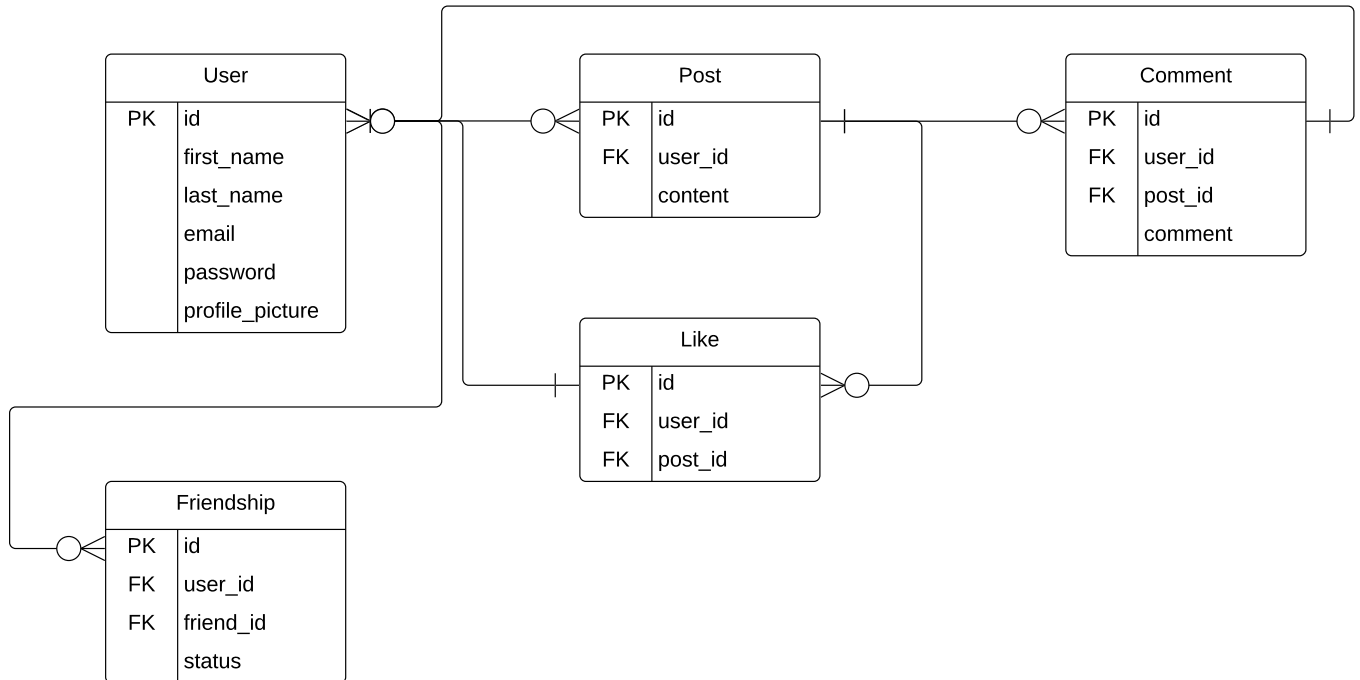 User
PK id
first_name
last_name
email
password
profile_picture
Post
PK id
FK user_id
content
Comment
PK id
FK user_id
FK post_id
comment
Like
PK id
FK user_id
FK post_id
Friendship
PK id
FK user_id
FK friend_id
status